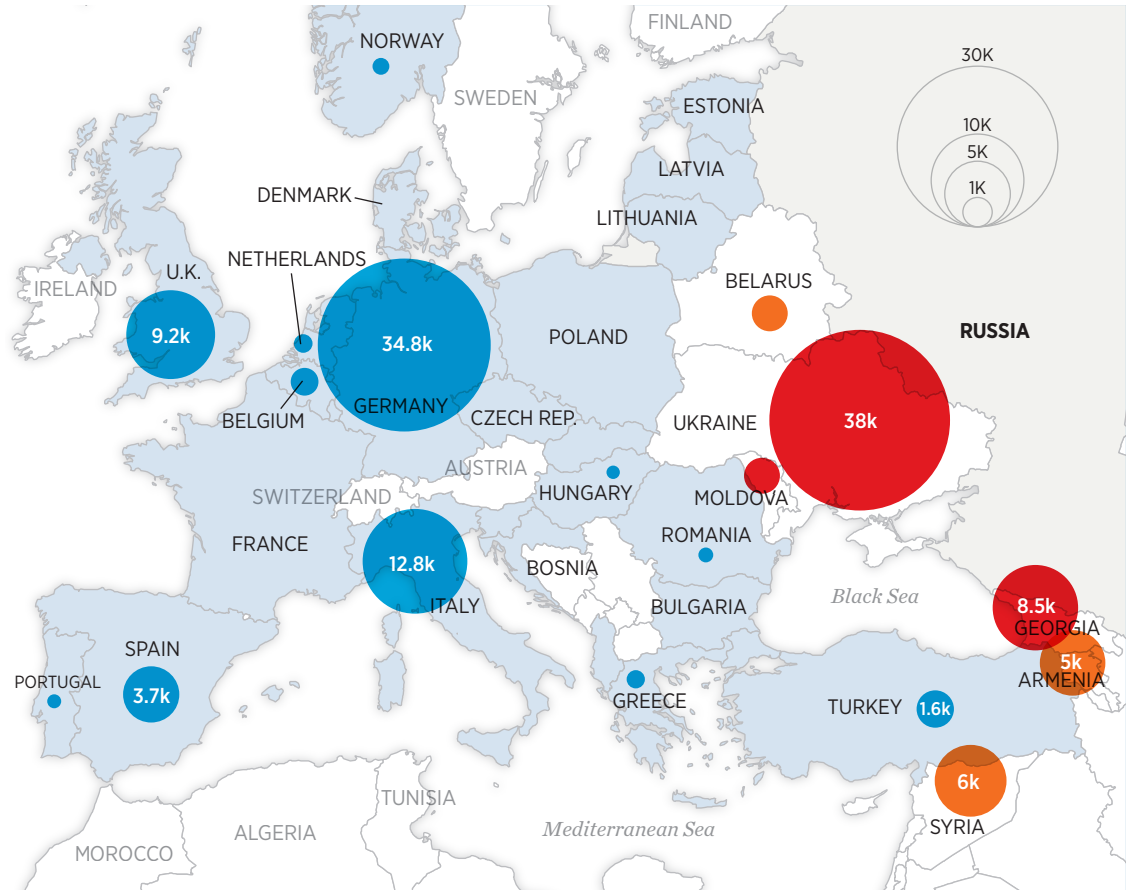 FINLAND
NORWAY
30K
SWEDEN
ESTONIA
10K
5K
LATVIA
1K
DENMARK
LITHUANIA
NETHERLANDS
U.K.
BELARUS
IRELAND
9.2k
34.8k
POLAND
RUSSIA
GERMANY
BELGIUM
CZECH REP.
UKRAINE
38k
AUSTRIA
SWITZERLAND
HUNGARY
MOLDOVA
FRANCE
ROMANIA
12.8k
BOSNIA
ITALY
BULGARIA
Black Sea
8.5k
GEORGIA
SPAIN
5k
PORTUGAL
ARMENIA
3.7k
GREECE
TURKEY
1.6k
6k
TUNISIA
SYRIA
ALGERIA
Mediterranean Sea
MOROCCO